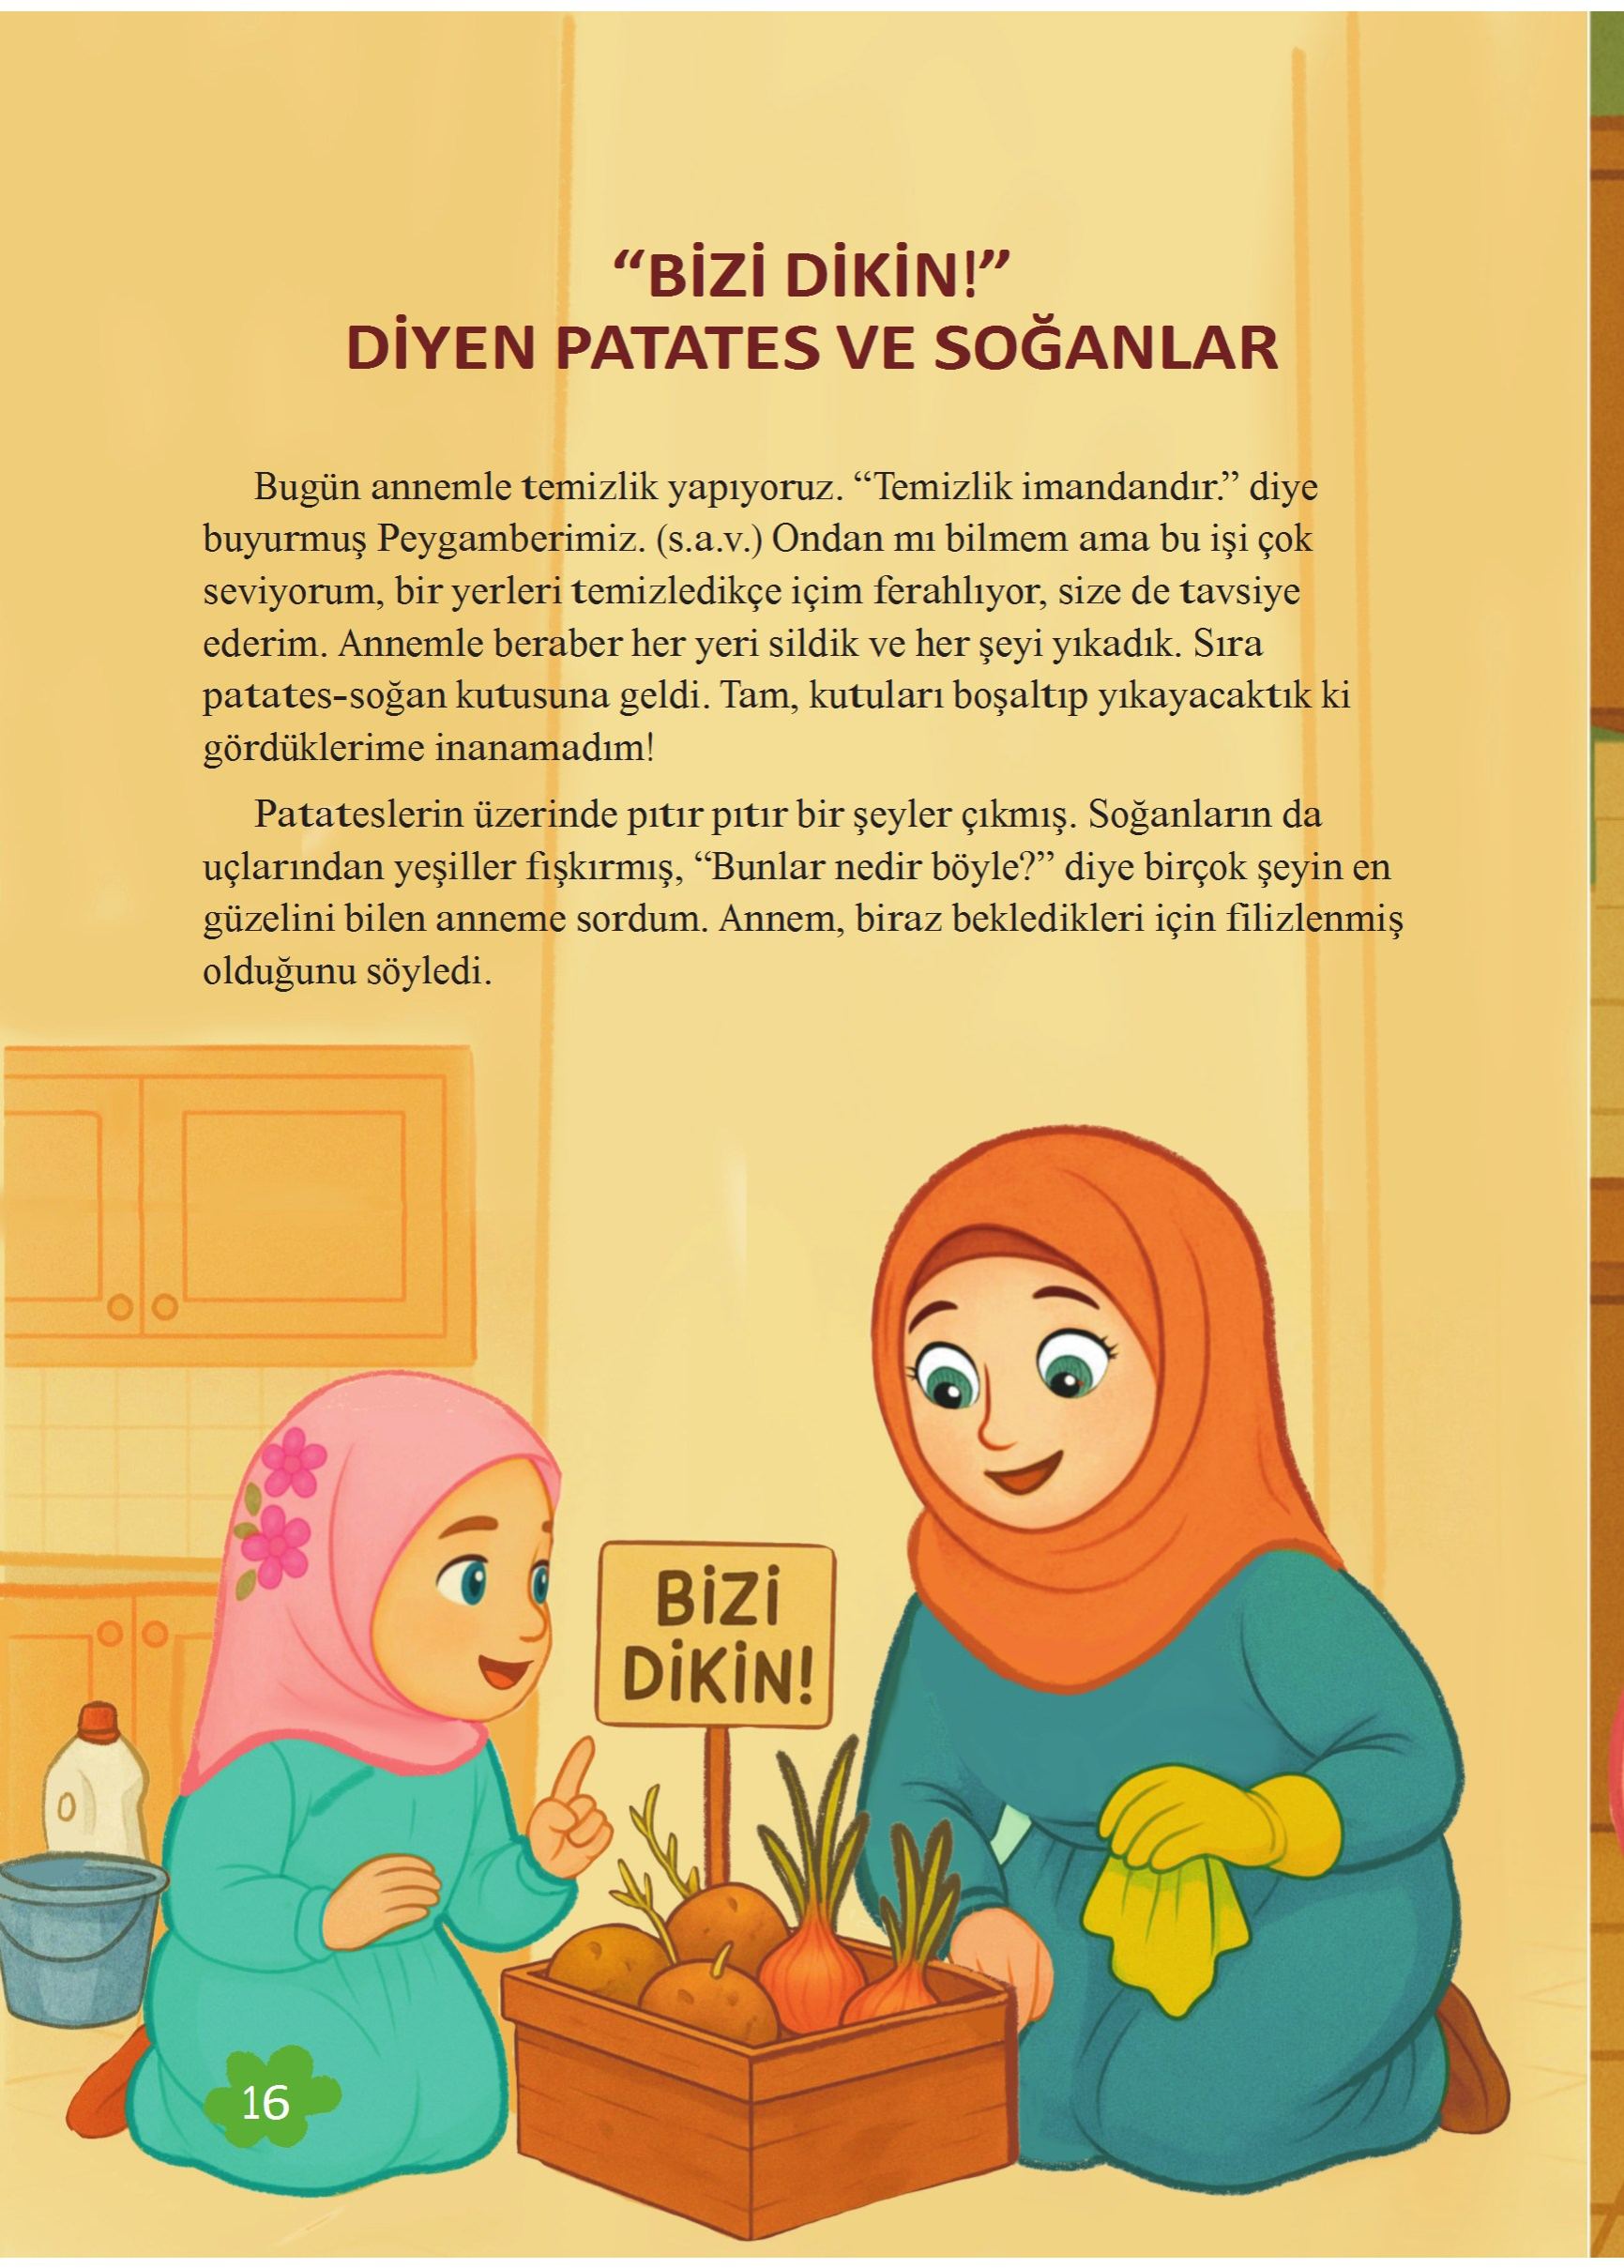 “BİZİ DİKİN!”
DİYEN PATATES VE SOĞANLAR
Bugün annemle temizlik yapıyoruz. “Temizlik imandandır.” diye
buyurmuş Peygamberimiz. (s.a.v.) Ondan mı bilmem ama bu işi çok
seviyorum, bir yerleri temizledikçe içim ferahlıyor, size de tavsiye
ederim. Annemle beraber her yeri sildik ve her şeyi yıkadık. Sıra
patates-soğan kutusuna geldi. Tam, kutuları boşaltıp yıkayacaktık ki
gördüklerime inanamadım!
Patateslerin üzerinde pıtır pıtır bir şeyler çıkmış. Soğanların da
uçlarından yeşiller fışkırmış, “Bunlar nedir böyle?” diye birçok şeyin en
güzelini bilen anneme sordum. Annem, biraz bekledikleri için filizlenmiş
olduğunu söyledi.
BİZİ
DİKİN!
16